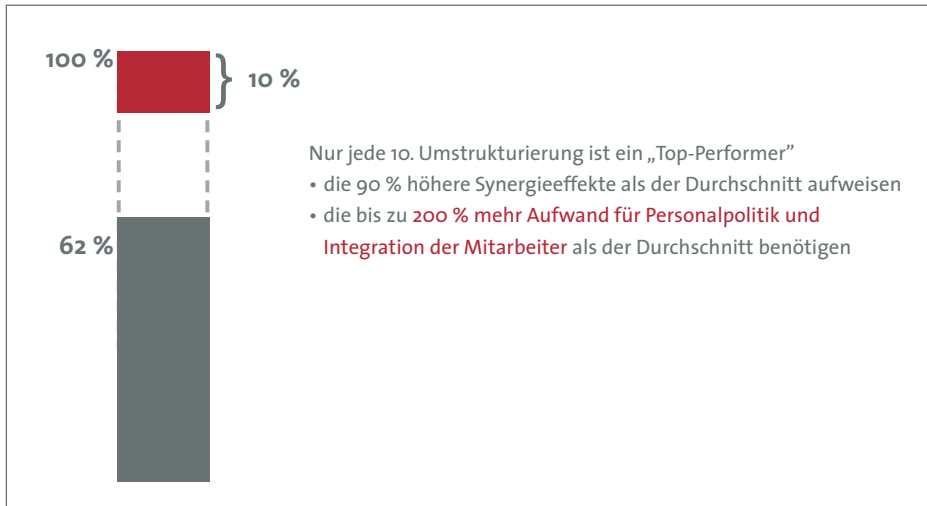 100 %
10 %
Nur jede 10. Umstrukturierung ist ein „Top-Performer”
• die 90 % höhere Synergieeffekte als der Durchschnitt aufweisen
• die bis zu 200 % mehr Aufwand für Personalpolitik und
Integration der Mitarbeiter als der Durchschnitt benötigen
62 %